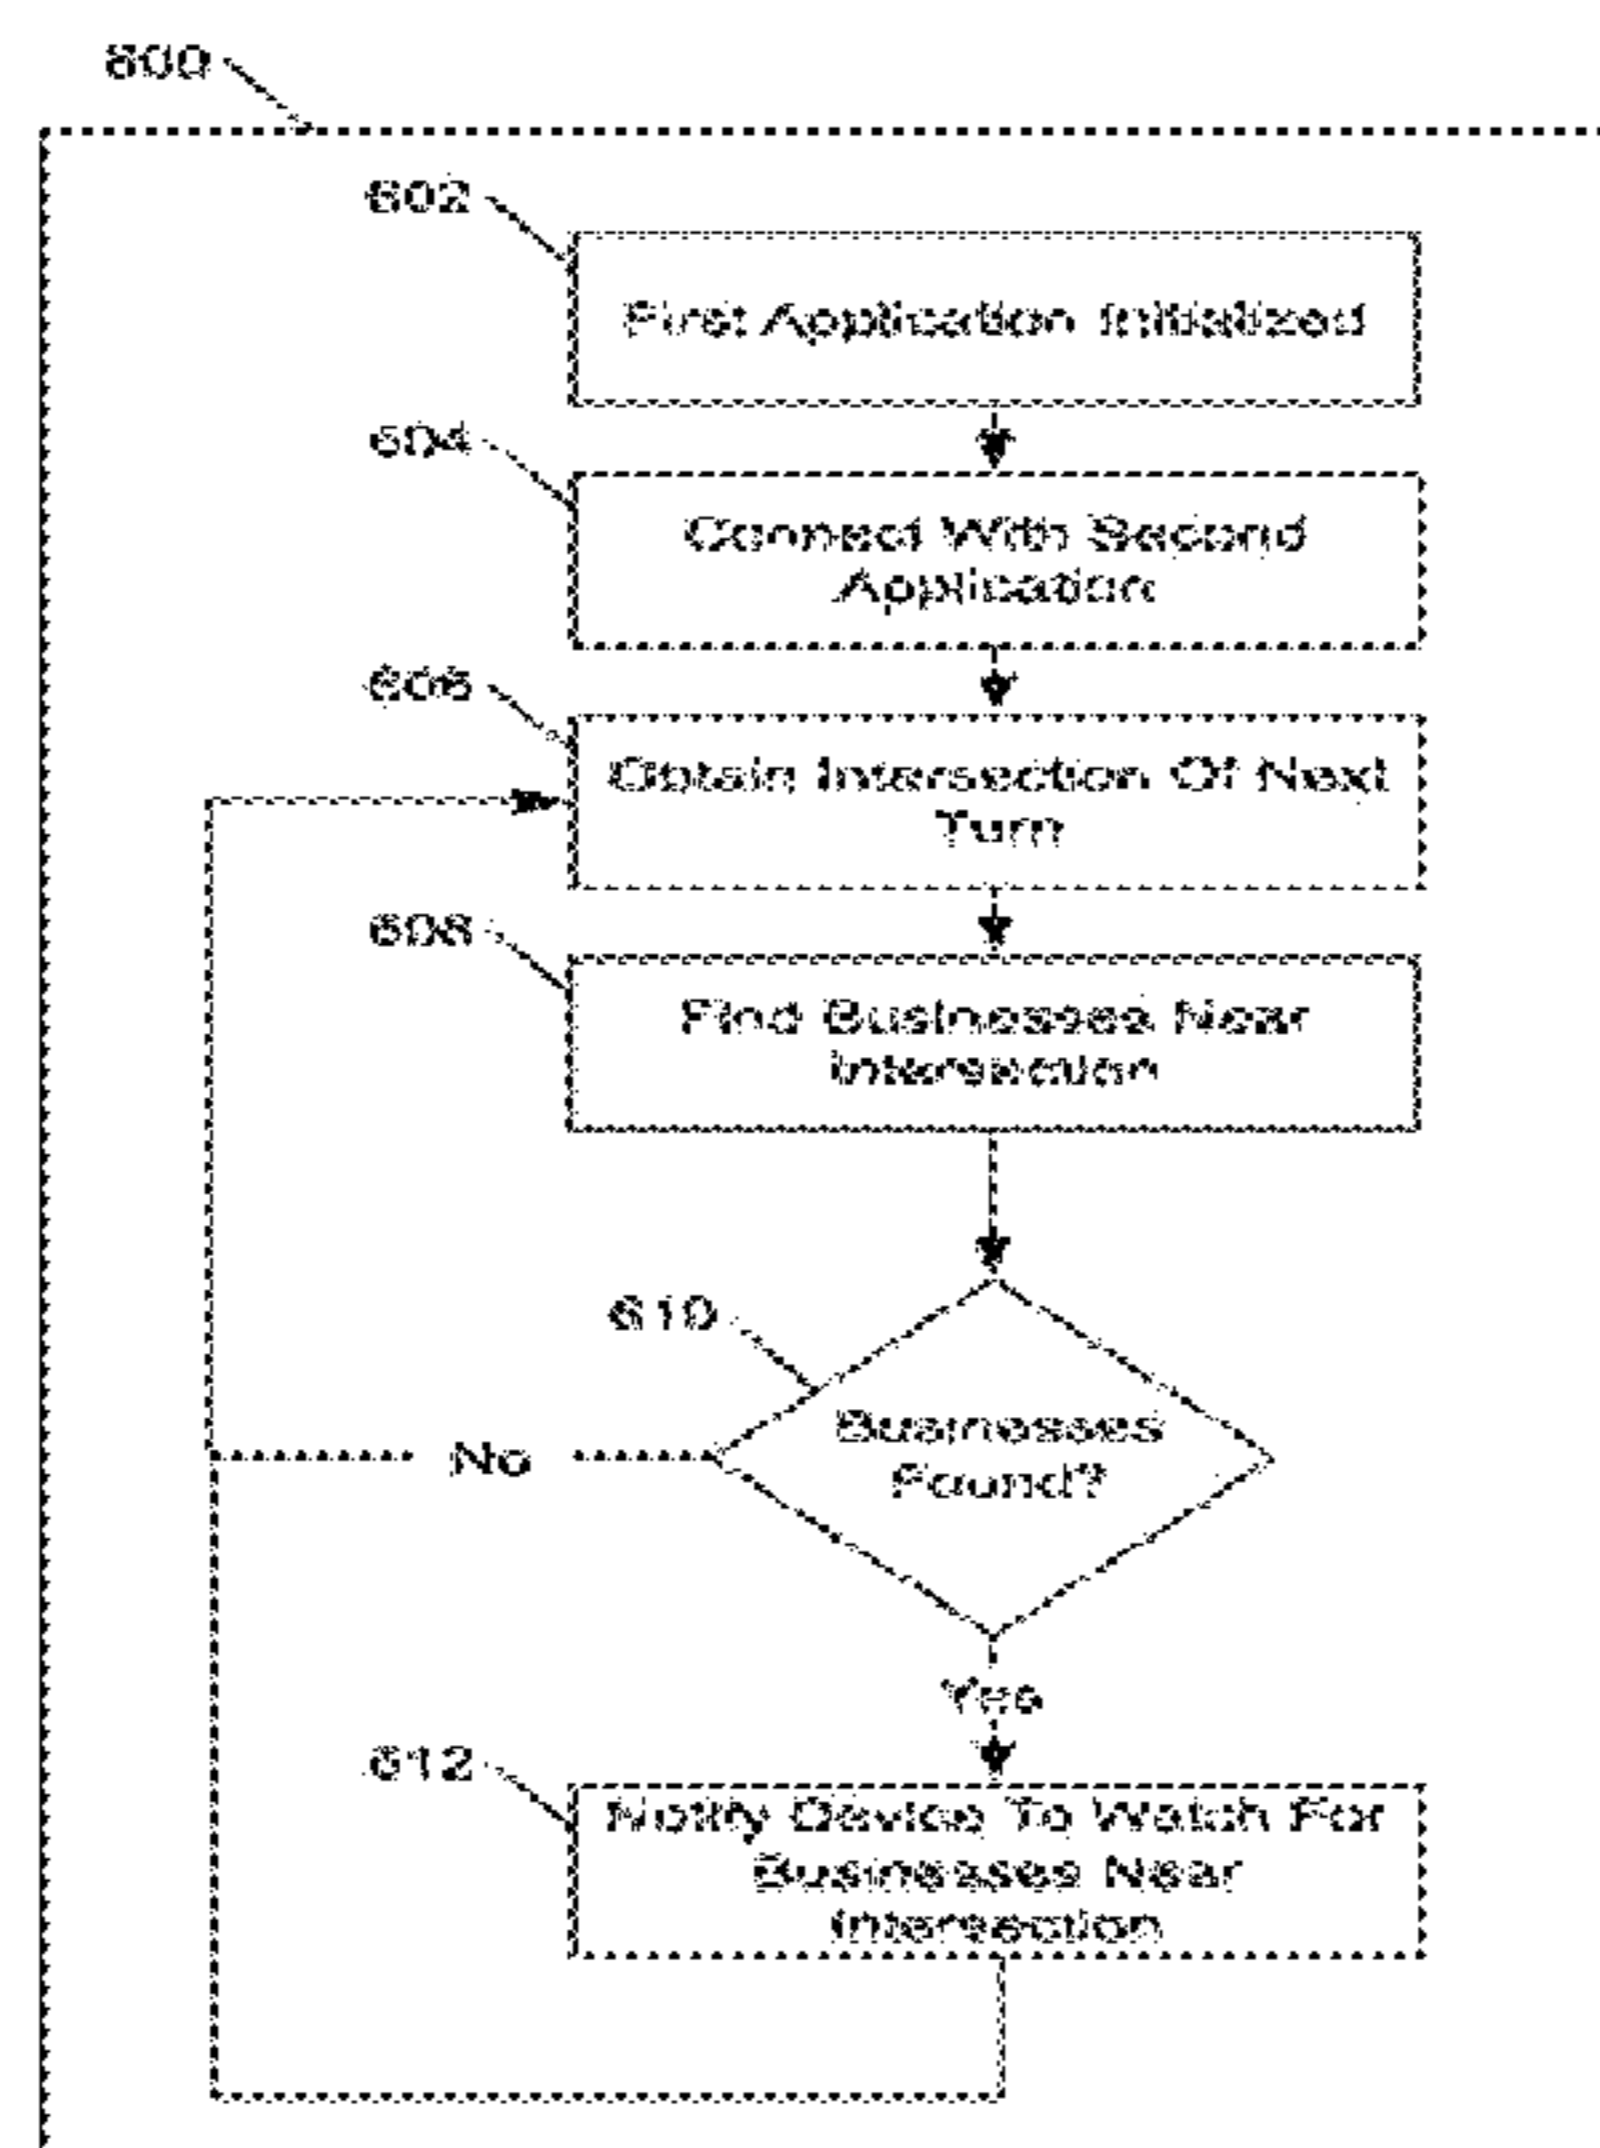 600
602
First Application Initialized
604
Connect With Second
Application
606
Obtain Intersection Of Next
Turn
608
Find Businesses Near
Intersection
610
Businesses
Found?
No
Yes
612
Notify Device To Watch For
Businesses Near
Intersection